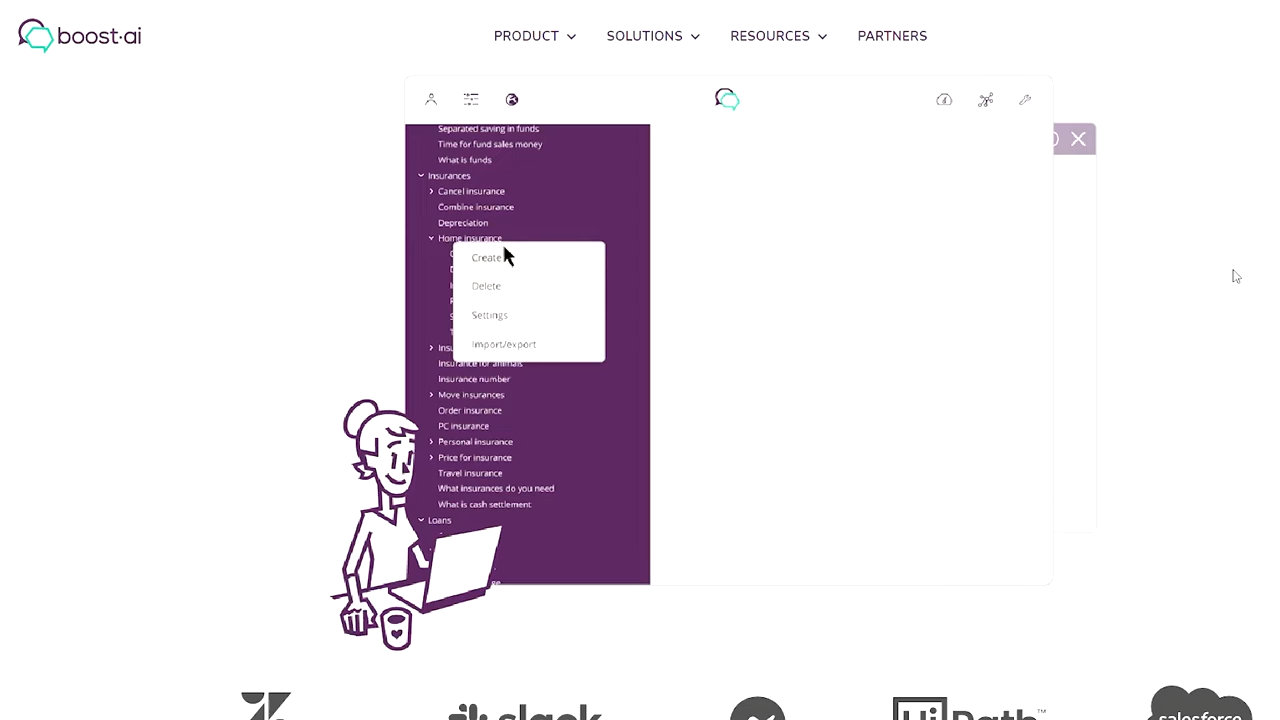 boost.ai
PRODUCT
SOLUTIONS
RESOURCES
PARTNERS
Separated saving in funds
Time for fund sales money
What is funds
Insurances
Cancel insurance
Combine insurance
Depreciation
Home insurance
Create
Delete
Settings
Import/export
Insurance for animals
Insurance number
Move insurances
Order insurance
PC insurance
Personal insurance
Price for insurance
Travel insurance
What insurances do you need
What is cash settlement
Loans
slack
HiPath™
salesforce